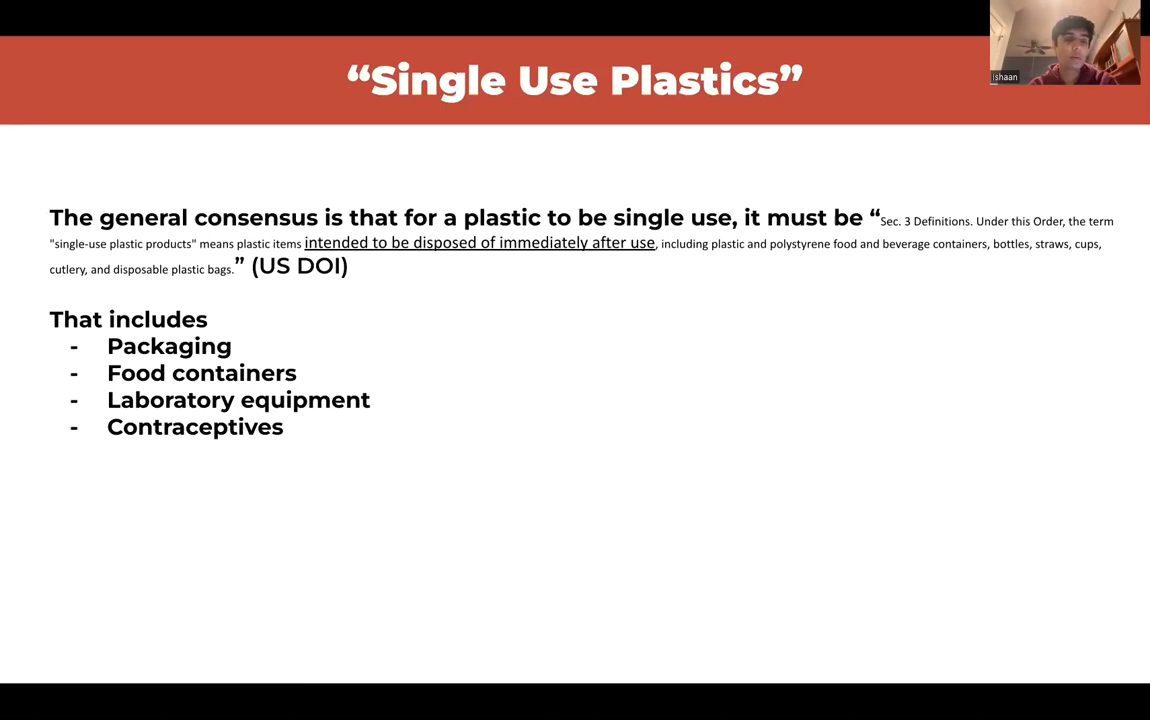 “Single Use Plastics”
ishaan
The general consensus is that for a plastic to be single use, it must be “Sec. 3 Definitions. Under this Order, the term
"single-use plastic products" means plastic items intended to be disposed of immediately after use, including plastic and polystyrene food and beverage containers, bottles, straws, cups,
cutlery, and disposable plastic bags.” (US DOI)
That includes
- Packaging
- Food containers
- Laboratory equipment
- Contraceptives